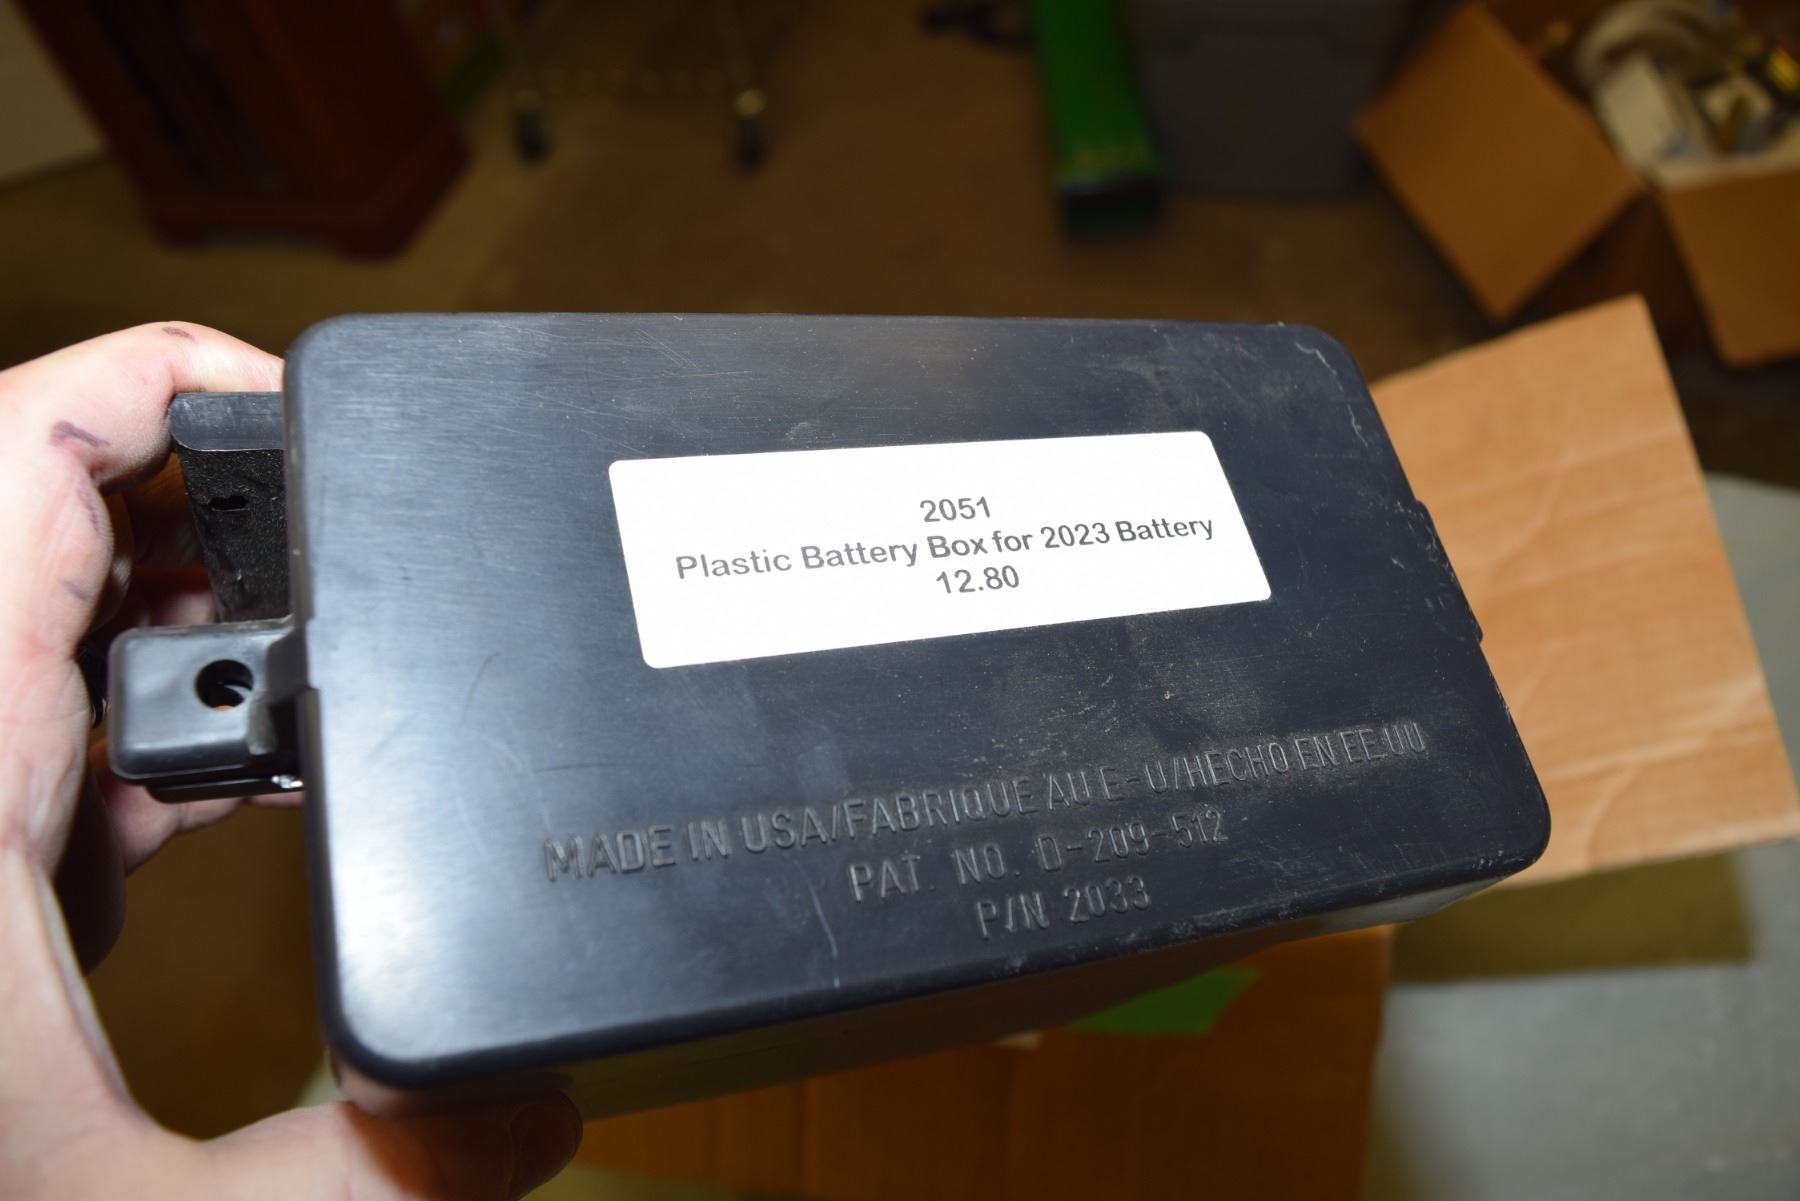 2051
Plastic Battery Box for 2023 Battery
12.80
MADE IN USA/FABRIQUE AU E-U/HECHO EN EE.UU
PAT. NO. D-209-512
P/N 2033